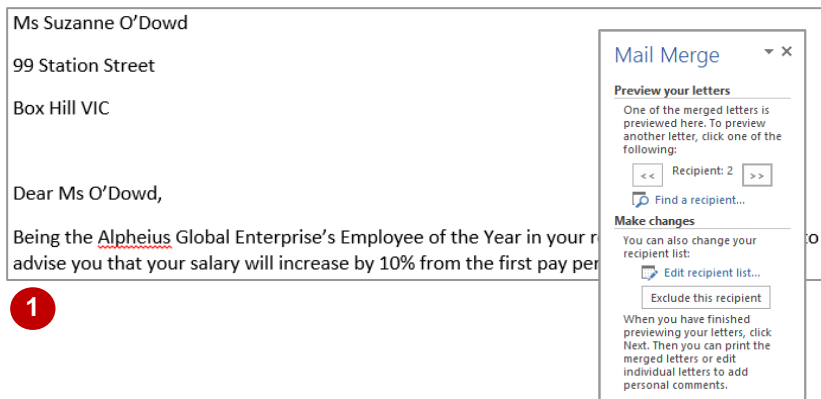 Ms Suzanne O’Dowd
99 Station Street
Box Hill VIC
Dear Ms O’Dowd,
Being the Alpheius Global Enterprise’s Employee of the Year in your r
to
advise you that your salary will increase by 10% from the first pay per
1
Mail Merge
Preview your letters
One of the merged letters is
previewed here. To preview
another letter, click one of the
following:
<< Recipient: 2 >>
Find a recipient...
Make changes
You can also change your
recipient list:
Edit recipient list...
Exclude this recipient
When you have finished
previewing your letters, click
Next. Then you can print the
merged letters or edit
individual letters to add
personal comments.